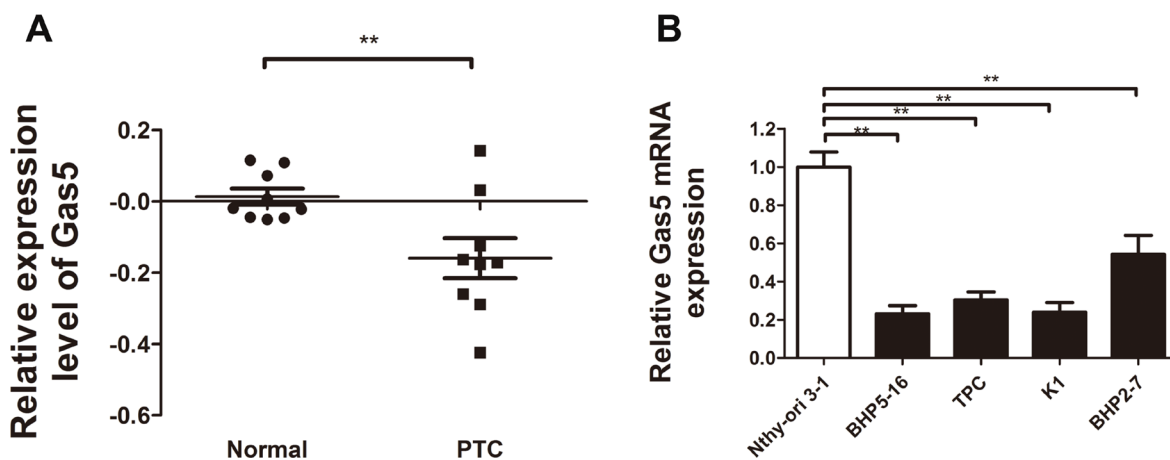 A
**
Relative expression
level of Gas5
0.2
-0.0
-0.2
-0.4
-0.6
Normal
PTC
B
**
**
**
**
Relative Gas5 mRNA
expression
1.2
1.0
0.8
0.6
0.4
0.2
0.0
Nthy-ori 3-1
BHP5-16
TPC
K1
BHP2-7